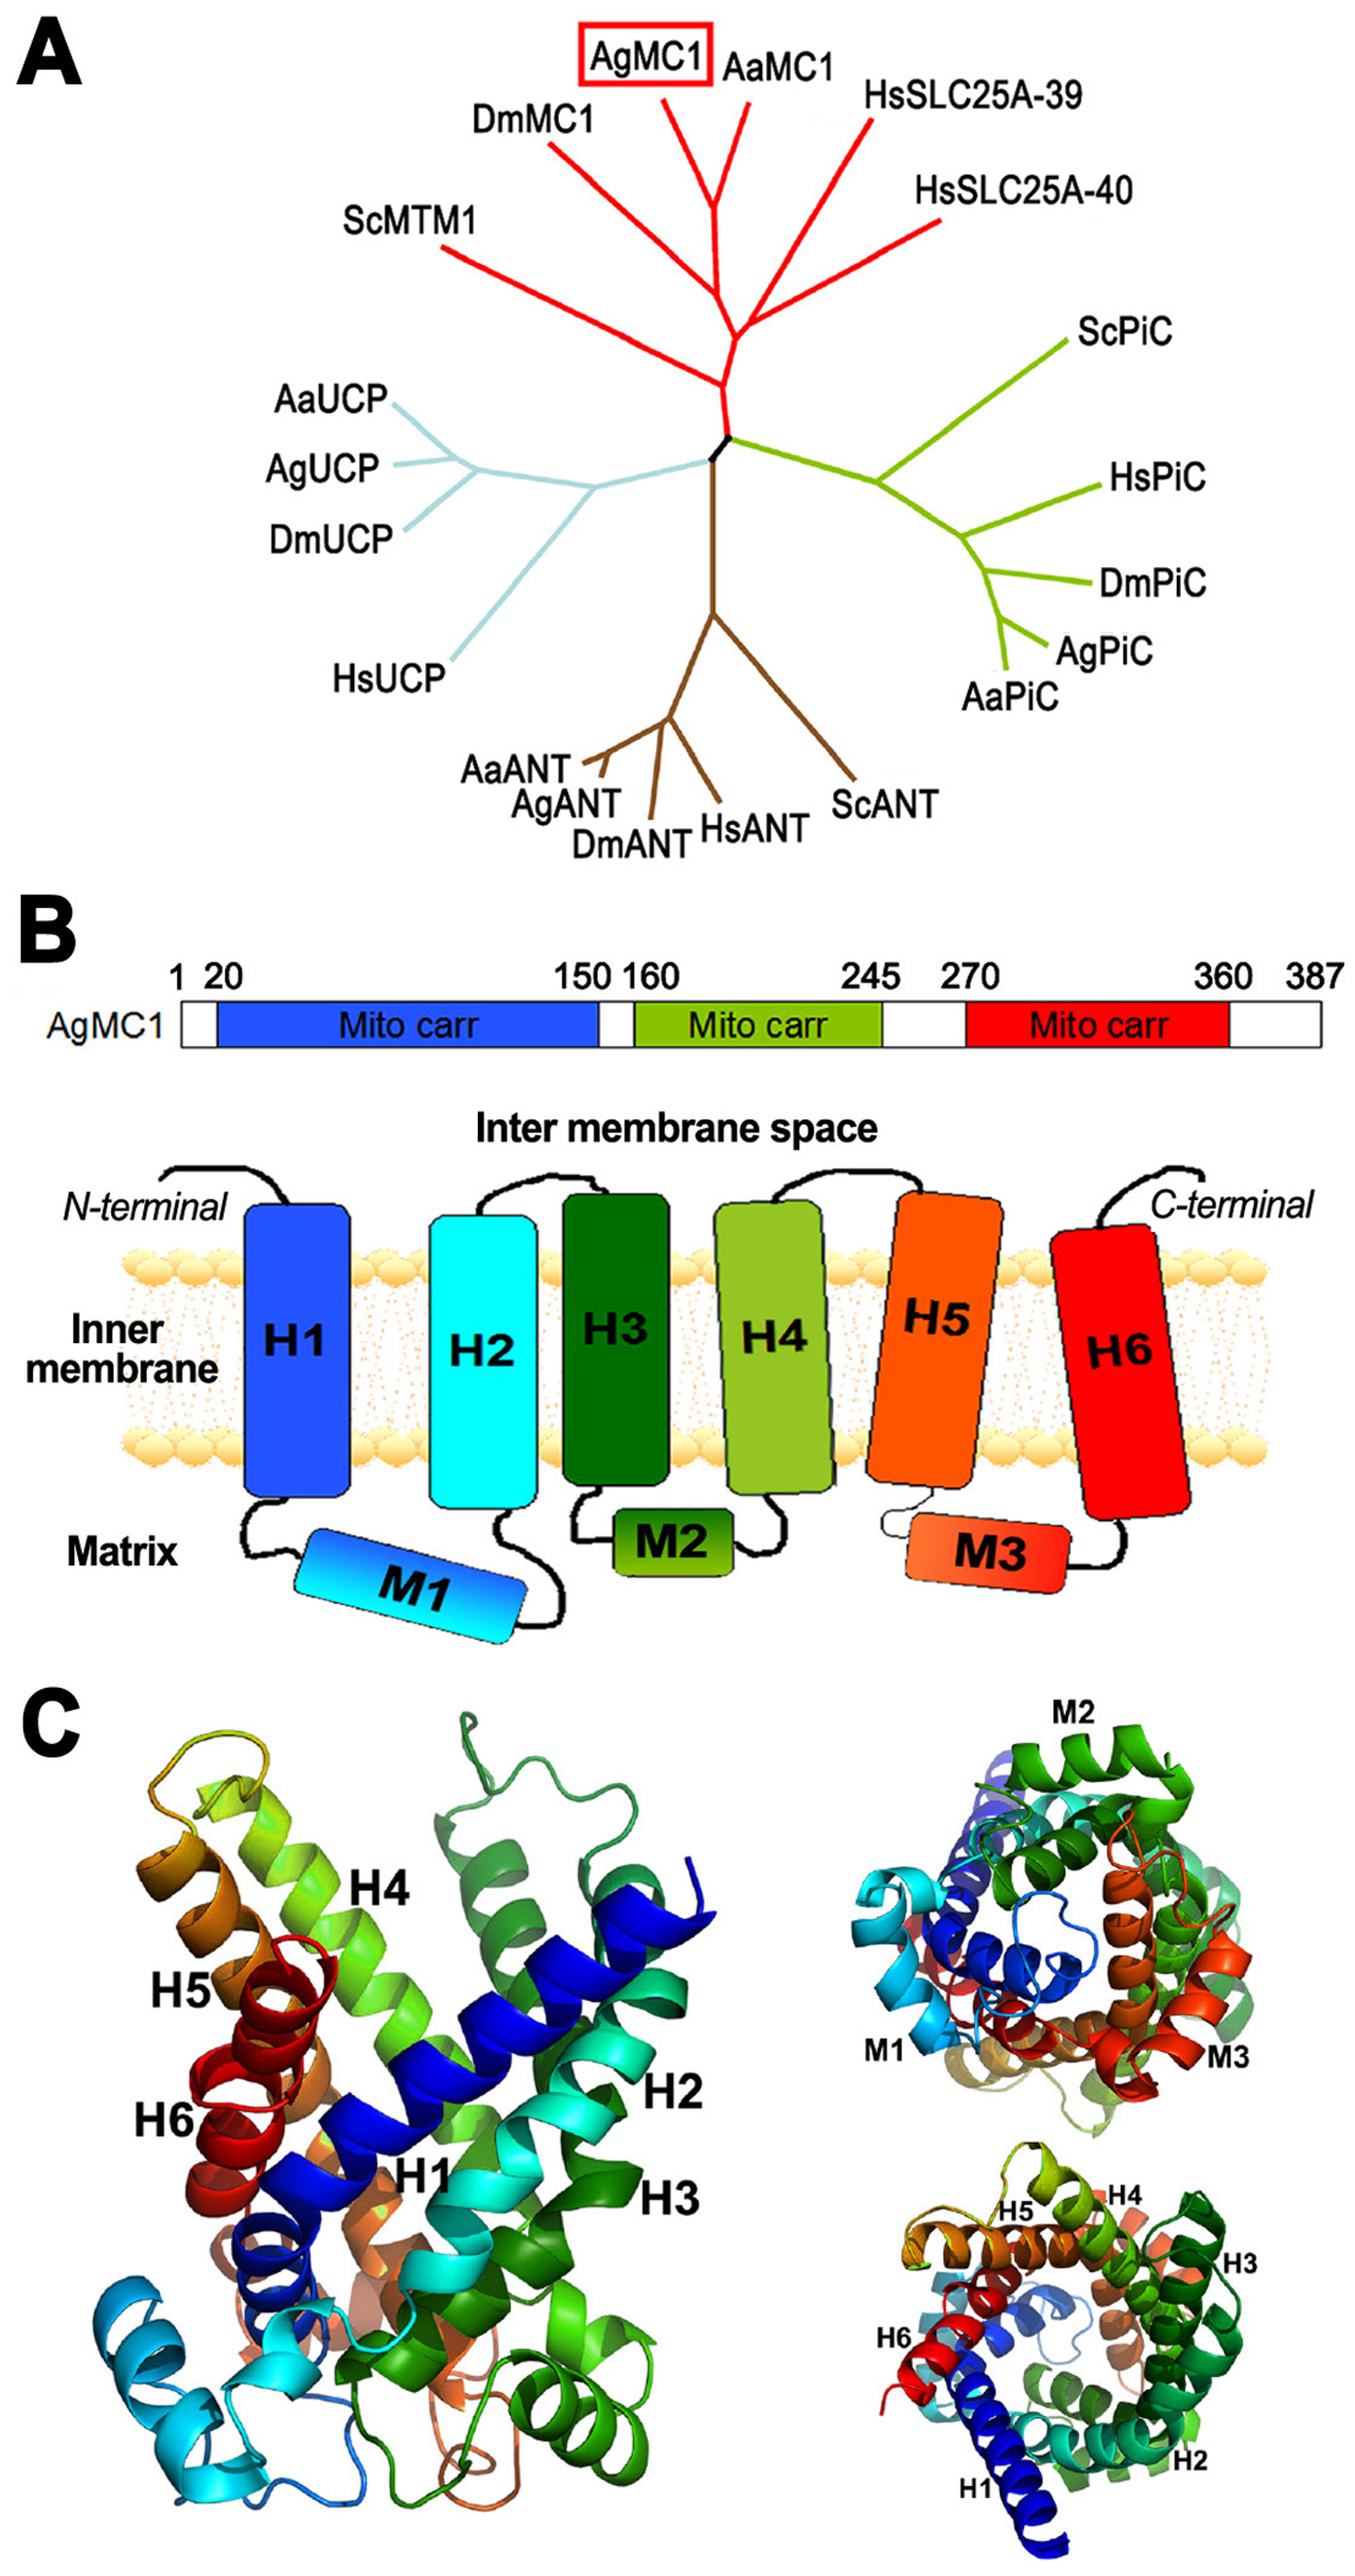 A
AgMC1
AaMC1
HsSLC25A-39
DmMC1
HsSLC25A-40
ScMTM1
ScPiC
AaUCP
AgUCP
HsPiC
DmUCP
DmPiC
AgPiC
HsUCP
AaPiC
AaANT
AgANT
ScANT
DmANT
HsANT
B
1 20 150 160 245 270 360 387
AgMC1 Mito carr Mito carr Mito carr
Inter membrane space
N-terminal
C-terminal
Inner
membrane
H1
H2
H3
H4
H5
H6
Matrix
M1
M2
M3
C
H4
H5
H6
H1
H2
H3
M2
M1
M3
H5
H4
H3
H6
H2
H1